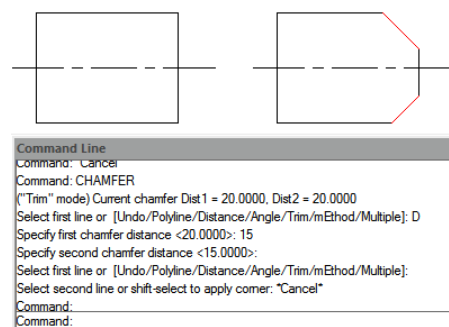 Command Line
Command: *Cancel*
Command: CHAMFER
("Trim" mode) Current chamfer Dist1 = 20.0000, Dist2 = 20.0000
Select first line or [Undo/Polyline/Distance/Angle/Trim/mEthod/Multiple]: D
Specify first chamfer distance <20.0000>: 15
Specify second chamfer distance <15.0000>:
Select first line or [Undo/Polyline/Distance/Angle/Trim/mEthod/Multiple]:
Select second line or shift-select to apply corner: *Cancel*
Command:
Command: